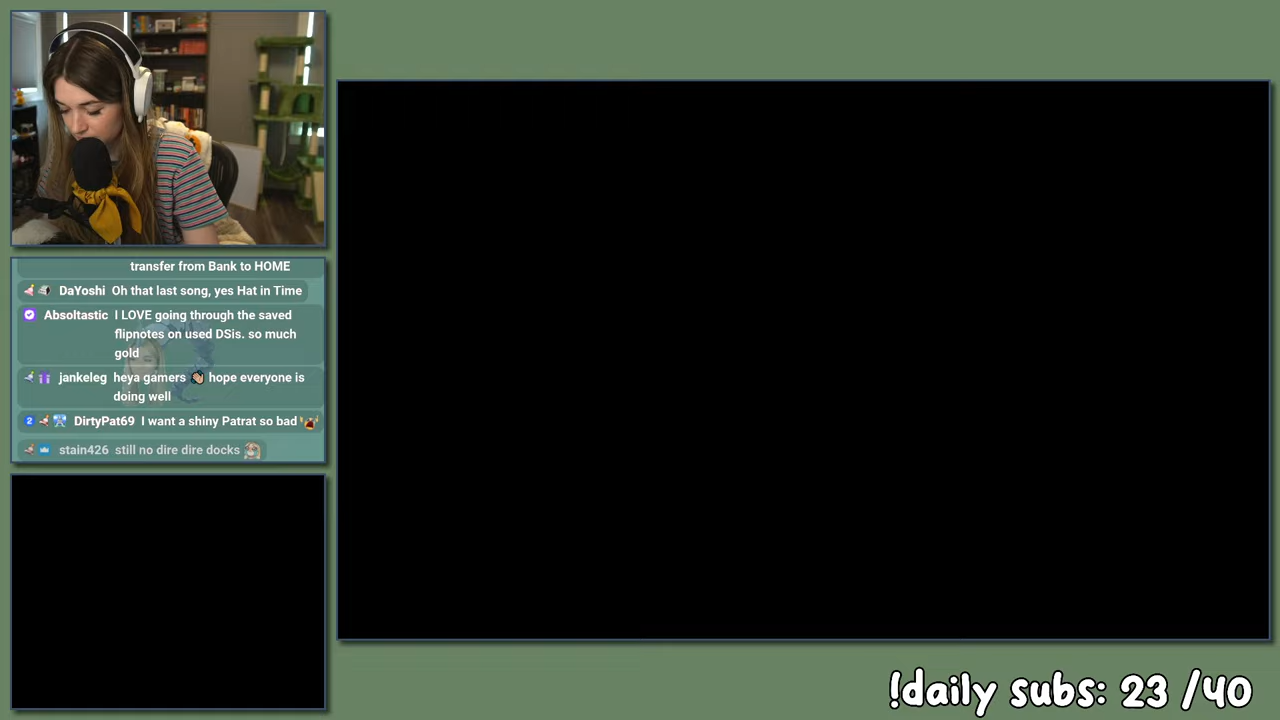 transfer from Bank to HOME
DaYoshi Oh that last song, yes Hat in Time
Absoltastic I LOVE going through the saved
flipnotes on used DSis. so much
gold
jankeleg heya gamers hope everyone is
doing well
2 DirtyPat69 I want a shiny Patrat so bad
stain426 still no dire dire docks
!daily subs: 23 /40